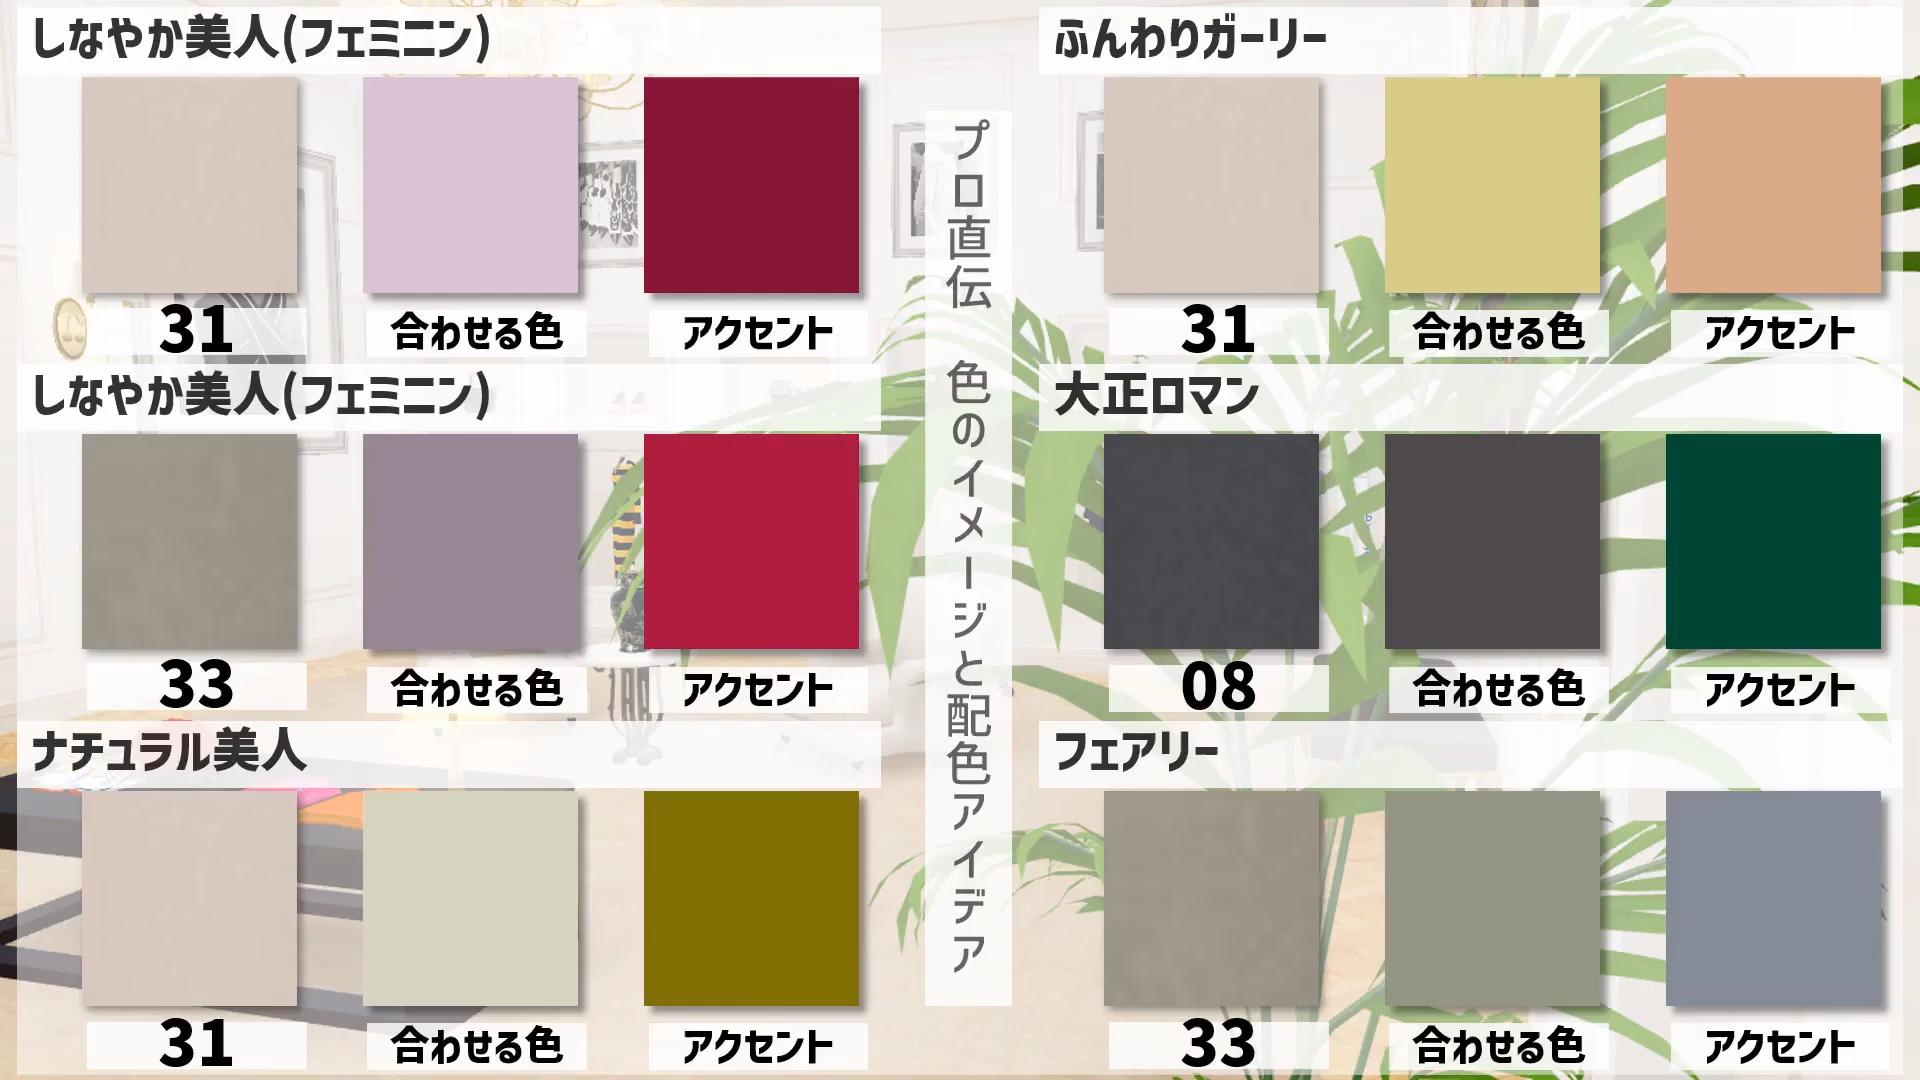 しなやか美人(フェミニン)
31
合わせる色
アクセント
しなやか美人(フェミニン)
33
合わせる色
アクセント
ナチュラル美人
31
合わせる色
アクセント
プロ直伝 色のイメージと配色アイデア
ふんわりガーリー
31
合わせる色
アクセント
大正ロマン
08
合わせる色
アクセント
フェアリー
33
合わせる色
アクセント